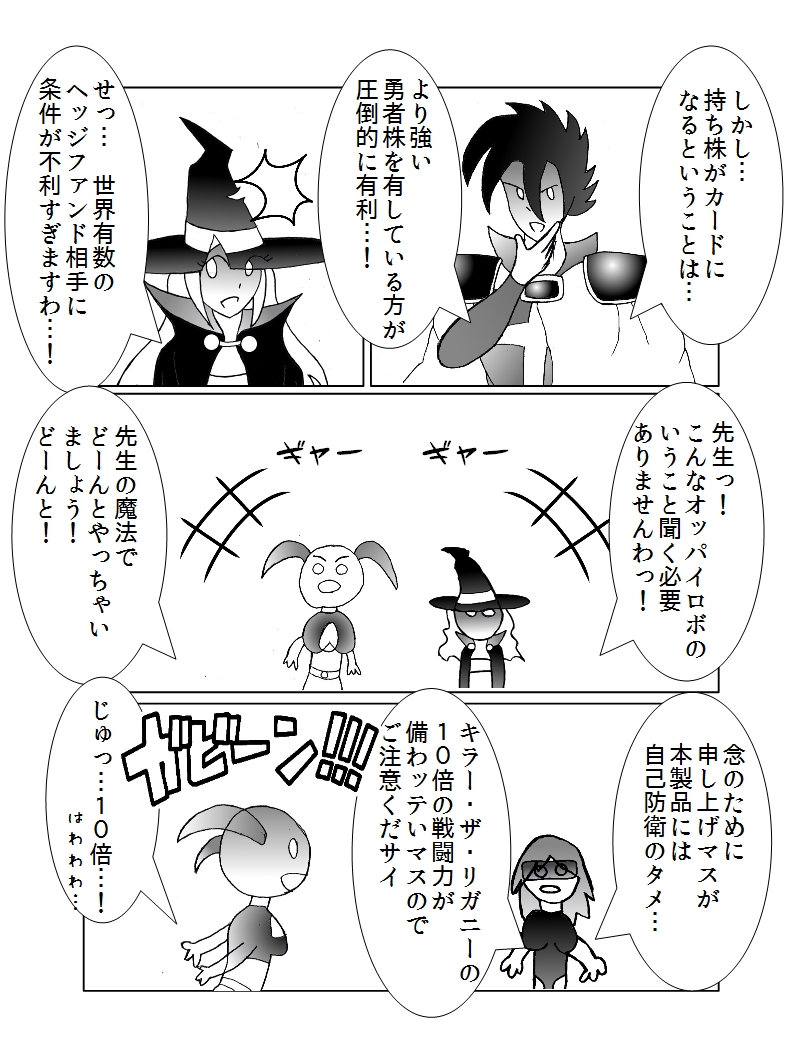 しかし…
持ち株がカードに
なるということは…
より強い
勇者株を有している方が
圧倒的に有利…!
せっ… 世界有数の
ヘッジファンド相手に
条件が不利すぎますわ…!
先生っ!
こんなオッパイロボの
いうこと聞く必要
ありませんわっ!
ギャー
ギャー
先生の魔法で
どーんとやっちゃい
ましょう!
どーんと!
念のために
申し上げマスが
本製品には
自己防衛のタメ…
キラー・ザ・リガニーの
10倍の戦闘力が
備わッテいマスので
ご注意くだサイ
ガビーン!!!
じゅっ…10倍…!
はわわわ…